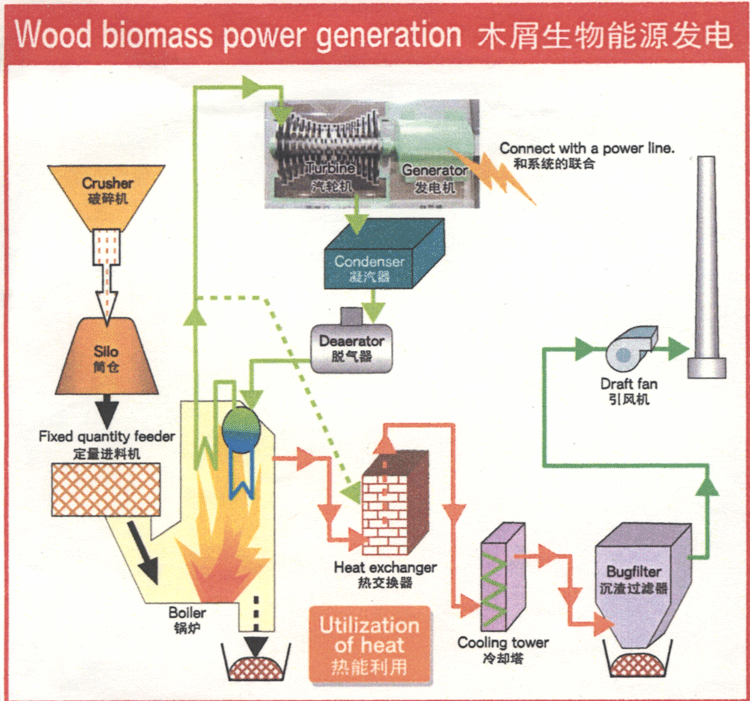 Wood biomass power generation 木屑生物能源发电
Crusher
破碎机
Turbine
汽轮机
Generator
发电机
Connect with a power line.
和系统的联合
Condenser
凝汽器
Silo
筒仓
Deaerator
脱气器
Draft fan
引风机
Fixed quantity feeder
定量进料机
Heat exchanger
热交换器
Bugfilter
沉渣过滤器
Boiler
锅炉
Utilization
of heat
热能利用
Cooling tower
冷却塔